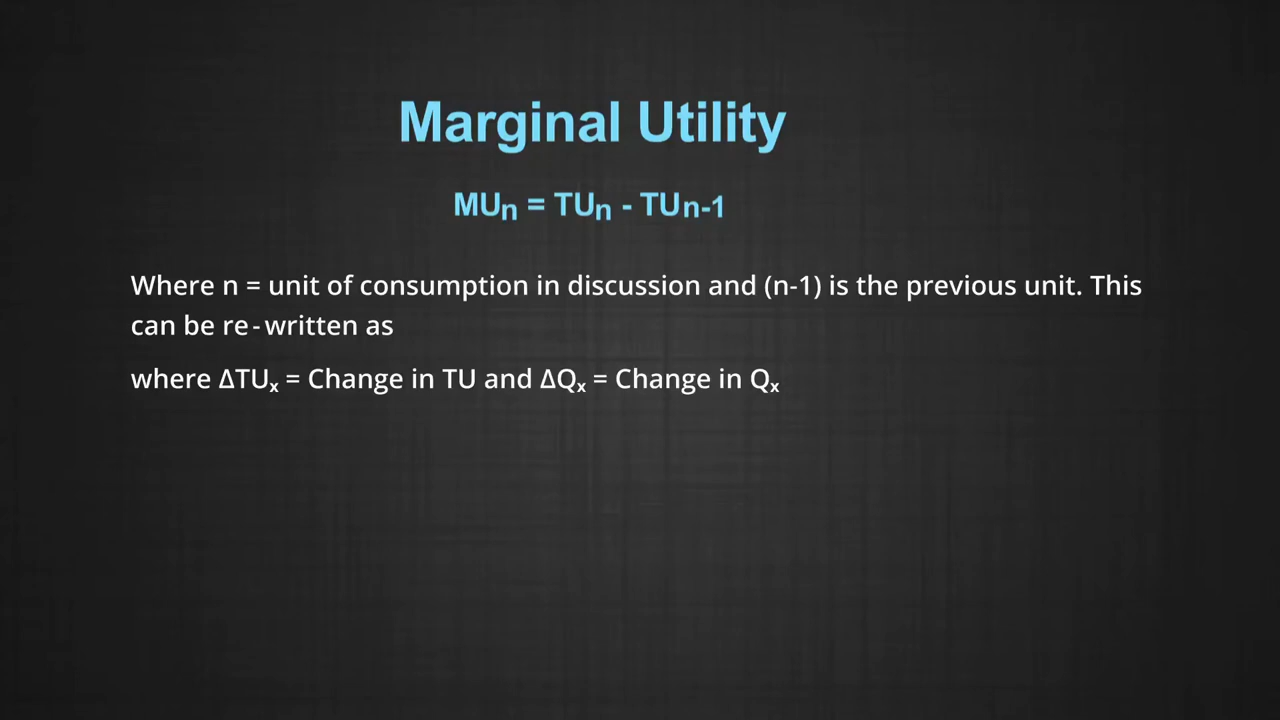 Marginal Utility
MUn = TUn - TUn-1
Where n = unit of consumption in discussion and (n-1) is the previous unit. This
can be re-written as
where ΔTUₓ = Change in TU and ΔQₓ = Change in Qₓ